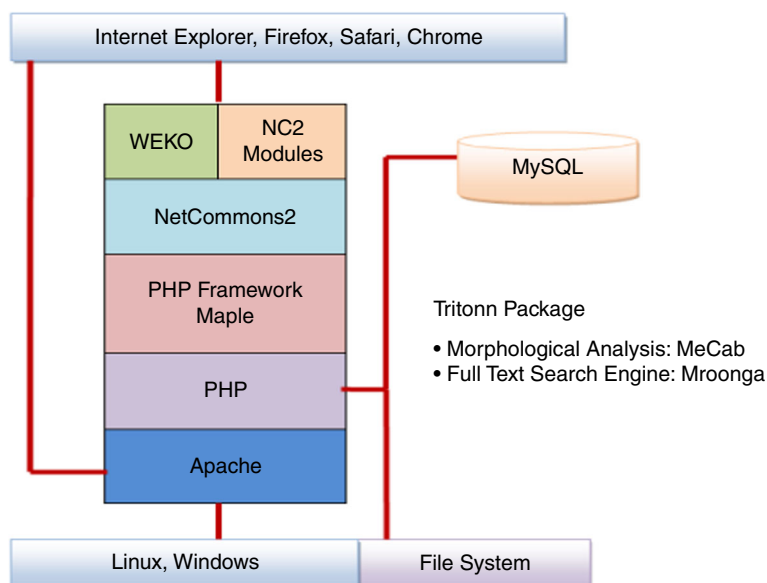 Internet Explorer, Firefox, Safari, Chrome
WEKO
NC2
Modules
NetCommons2
PHP Framework
Maple
PHP
Apache
Linux, Windows
File System
MySQL
Tritonn Package
• Morphological Analysis: MeCab
• Full Text Search Engine: Mroonga